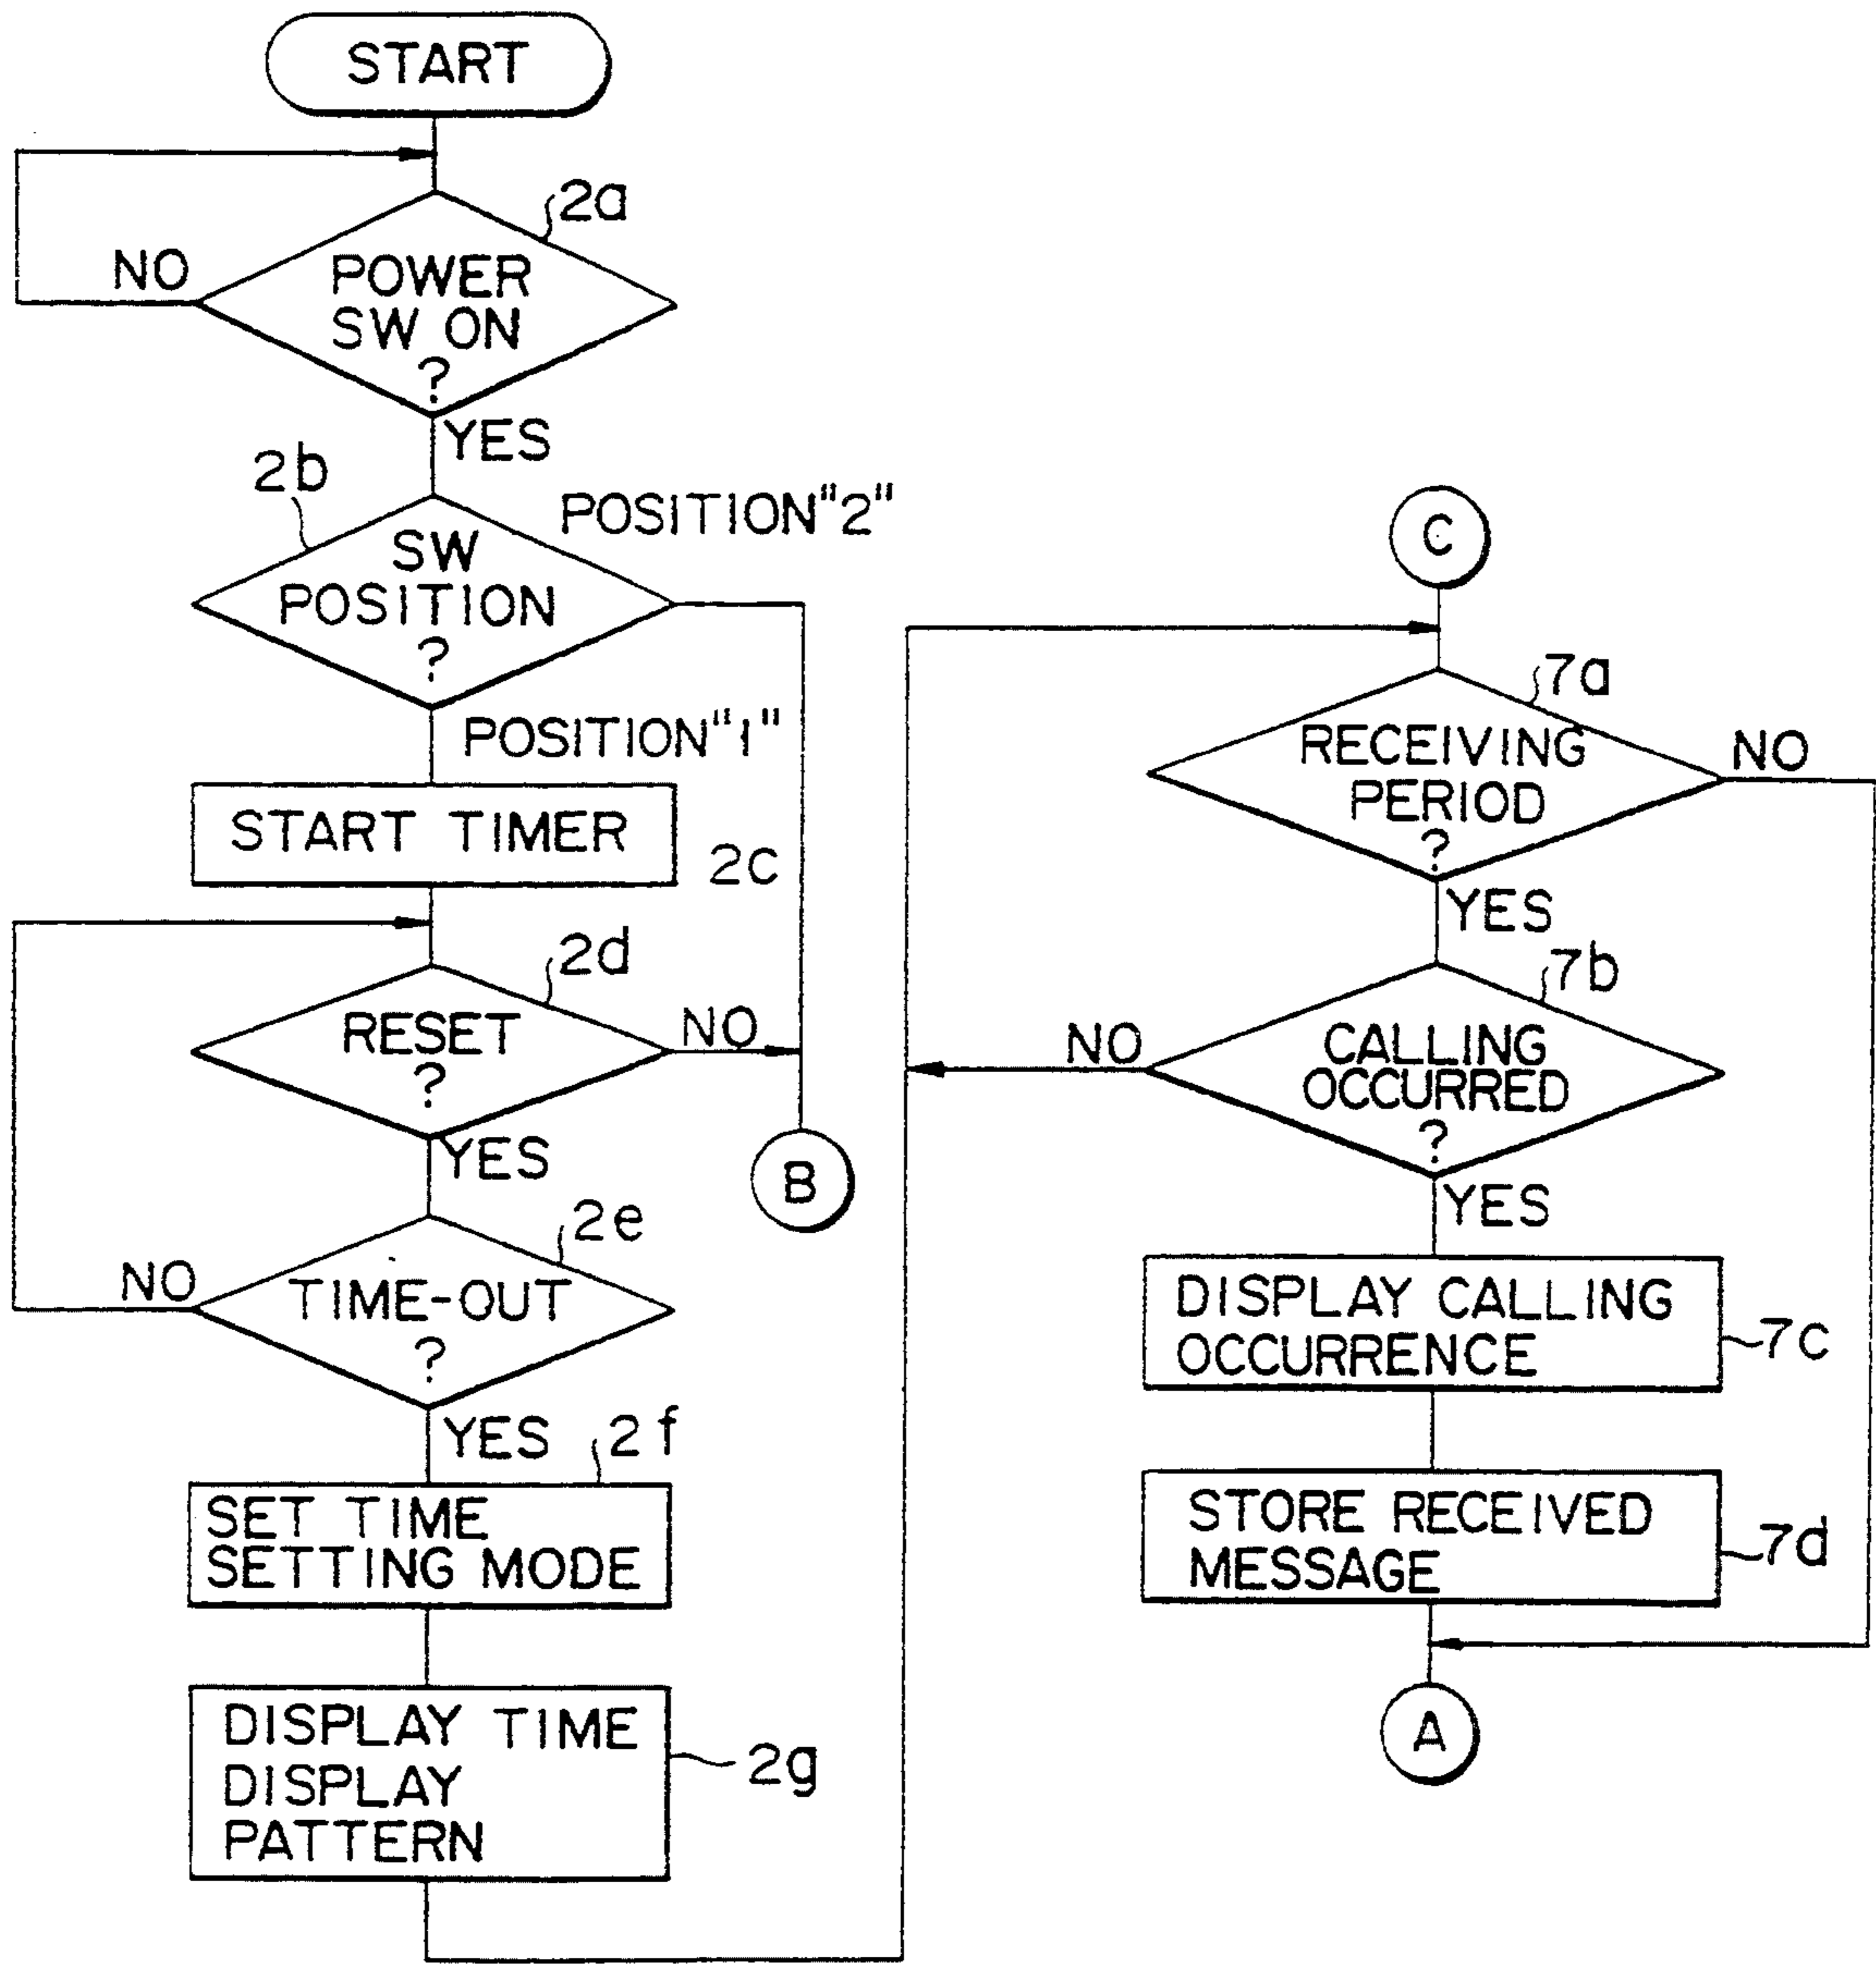 START
2a
NO
POWER
SW ON
?
YES
2b
POSITION"2"
SW
POSITION
?
POSITION"1"
START TIMER
2c
2d
RESET
?
NO
YES
B
2e
NO
TIME-OUT
?
YES
2f
SET TIME
SETTING MODE
DISPLAY TIME
DISPLAY
PATTERN
2g
C
7a
RECEIVING
PERIOD
?
NO
YES
7b
NO
CALLING
OCCURRED
?
YES
DISPLAY CALLING
OCCURRENCE
7c
STORE RECEIVED
MESSAGE
7d
A